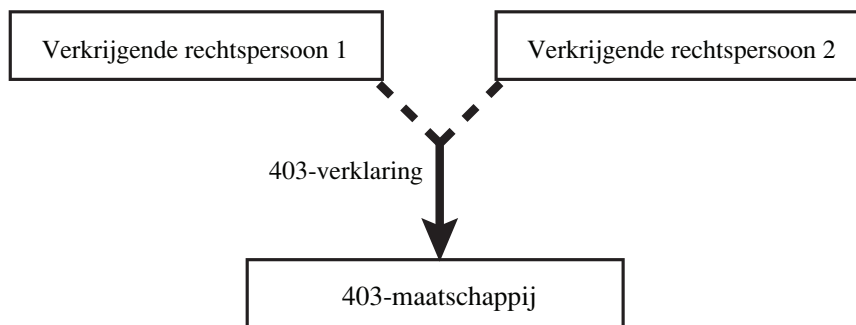 Verkrijgende rechtspersoon 1
Verkrijgende rechtspersoon 2
403-verklaring
403-maatschappij